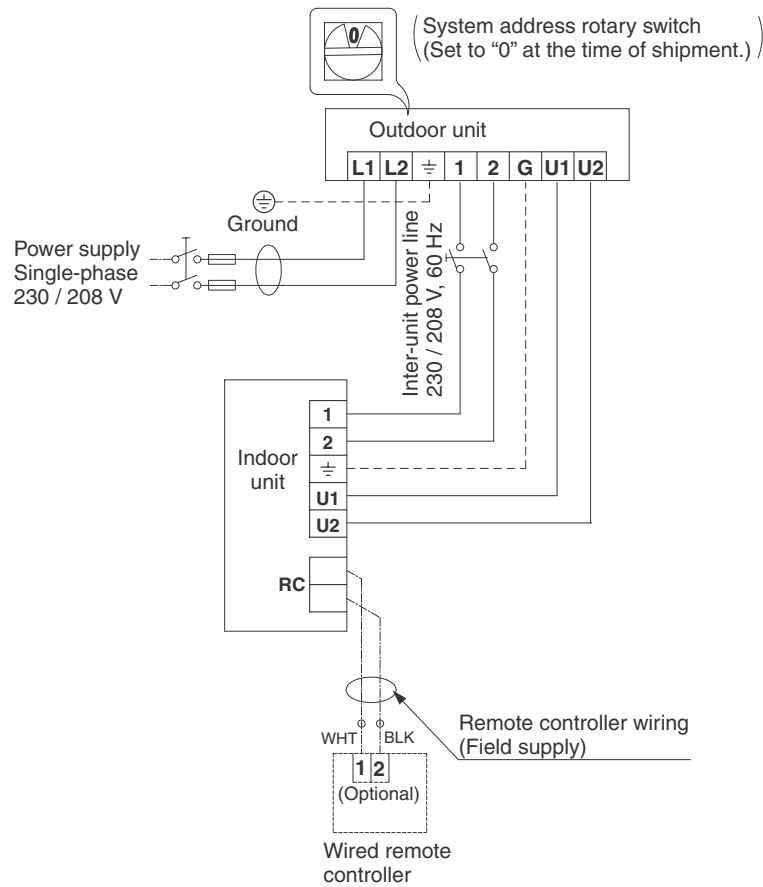 0
System address rotary switch
(Set to “0” at the time of shipment.)
Outdoor unit
L1 L2 ⏚ 1 2 G U1 U2
Ground
Power supply
Single-phase
230 / 208 V
Inter-unit power line
230 / 208 V, 60 Hz
Indoor
unit
1
2
⏚
U1
U2
RC
Remote controller wiring
(Field supply)
WHT BLK
1 2
(Optional)
Wired remote
controller